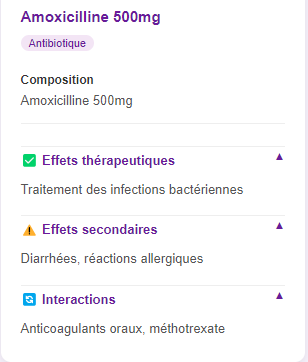 Amoxicilline 500mg
Antibiotique
Composition
Amoxicilline 500mg
Effets thérapeutiques
Traitement des infections bactériennes
Effets secondaires
Diarrhées, réactions allergiques
Interactions
Anticoagulants oraux, méthotrexate